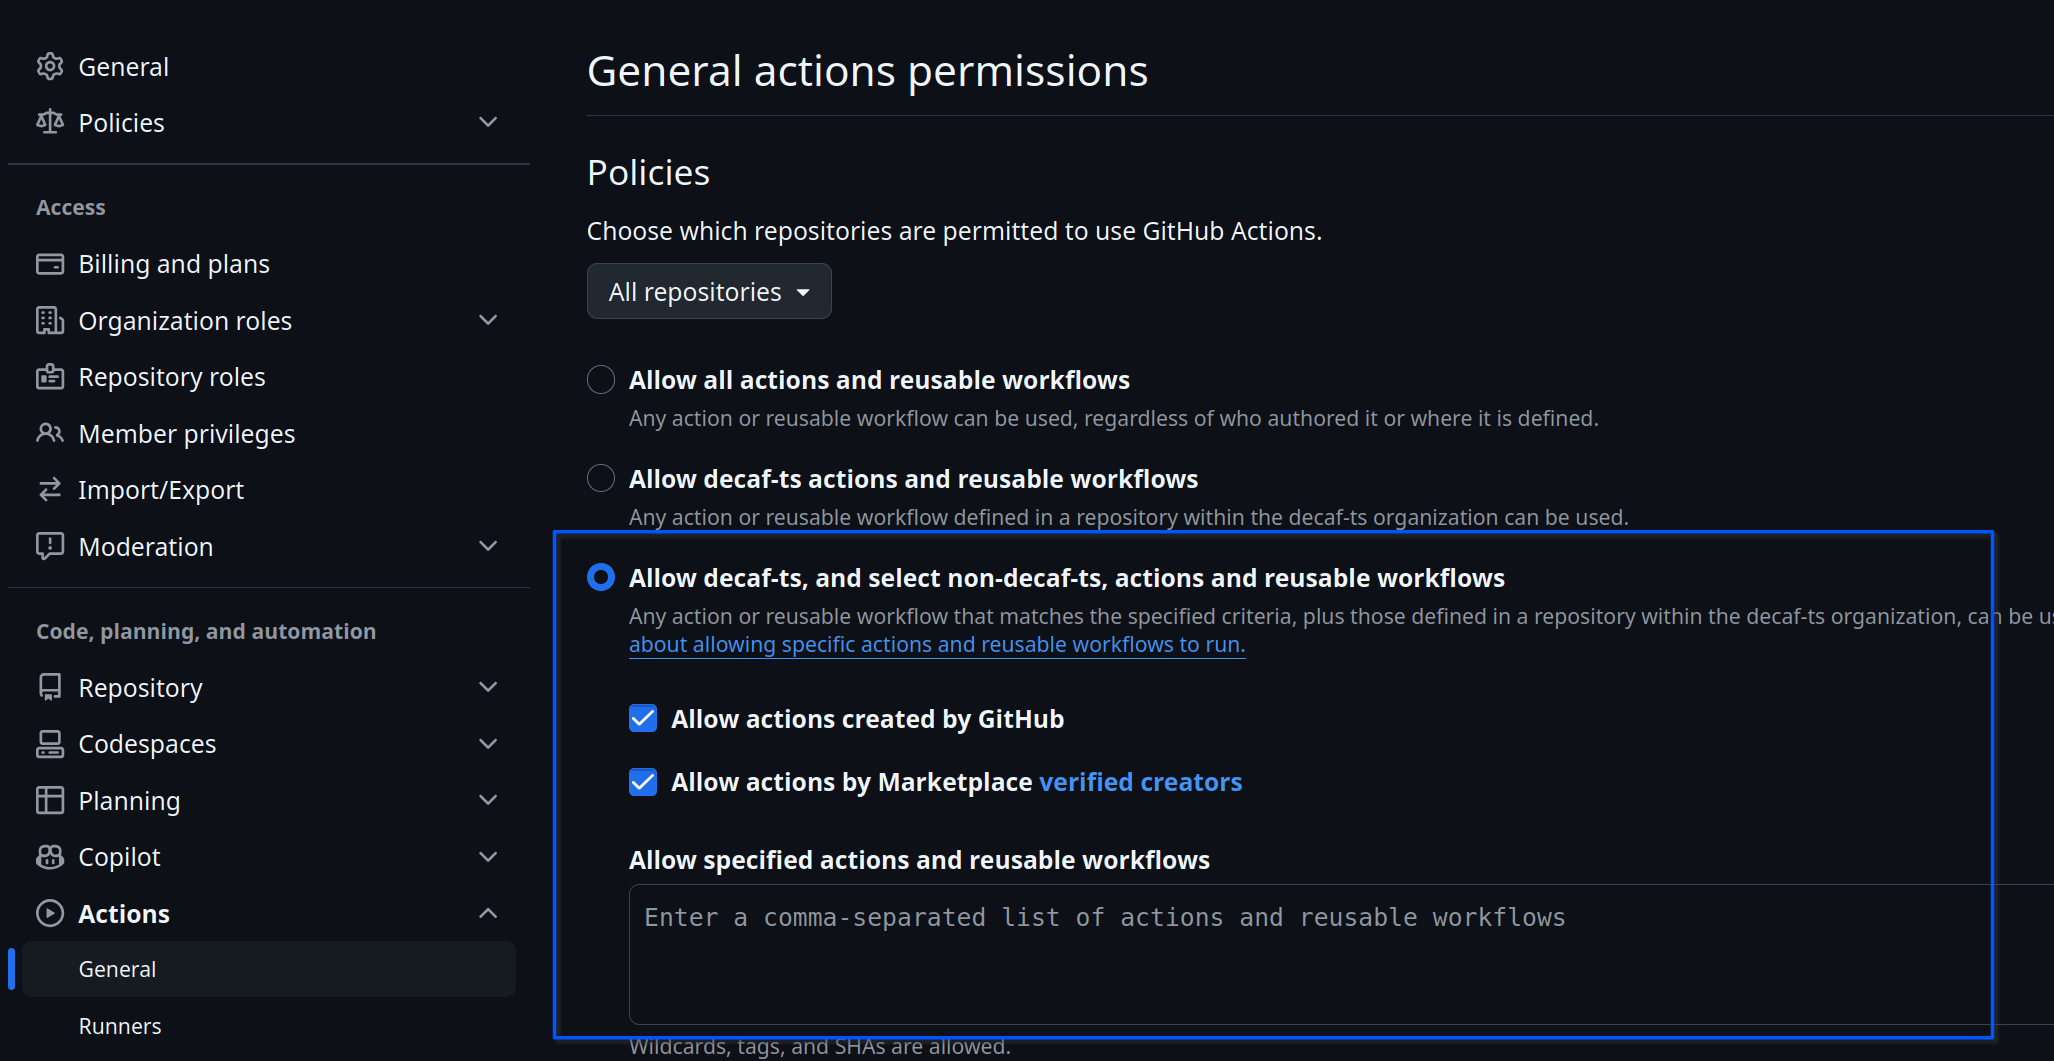 General
Policies
Access
Billing and plans
Organization roles
Repository roles
Member privileges
Import/Export
Moderation
Code, planning, and automation
Repository
Codespaces
Planning
Copilot
Actions
General
Runners
General actions permissions
Policies
Choose which repositories are permitted to use GitHub Actions.
All repositories
Allow all actions and reusable workflows
Any action or reusable workflow can be used, regardless of who authored it or where it is defined.
Allow decaf-ts actions and reusable workflows
Any action or reusable workflow defined in a repository within the decaf-ts organization can be used.
Allow decaf-ts, and select non-decaf-ts, actions and reusable workflows
Any action or reusable workflow that matches the specified criteria, plus those defined in a repository within the decaf-ts organization, can be
about allowing specific actions and reusable workflows to run.
Allow actions created by GitHub
Allow actions by Marketplace verified creators
Allow specified actions and reusable workflows
Enter a comma-separated list of actions and reusable workflows
Wildcards, tags, and SHAs are allowed.